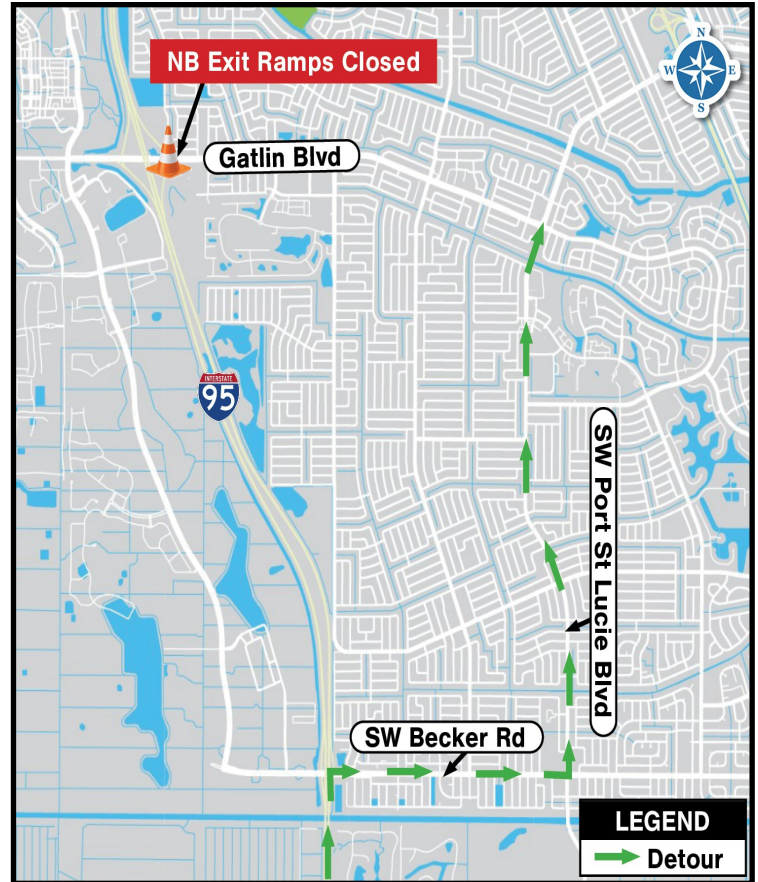 NB Exit Ramps Closed
N
W E
S
Gatlin Blvd
INTERSTATE
95
SW Port St Lucie Blvd
SW Becker Rd
LEGEND
Detour